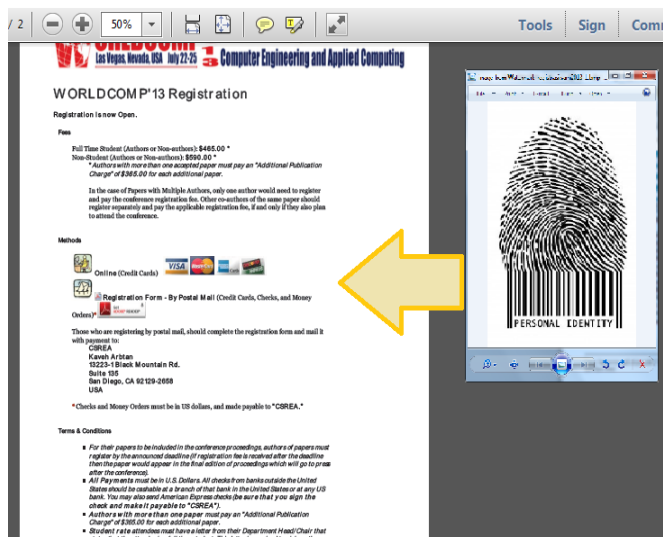 / 2
50%
Tools Sign Com
WORLDCOMP
Las Vegas, Nevada, USA July 22-25
Computer Engineering and Applied Computing
WORLDCOMP'13 Registration
Registration is now Open.
Fees
Full Time Student (Authors or Non-authors): $465.00 *
Non-Student (Authors or Non-authors): $590.00 *
*Authors with more than one accepted paper must pay an "Additional Publication
Charge" of $365.00 for each additional paper.
In the case of Papers with Multiple Authors, only one author would need to register
and pay the conference registration fee. Other co-authors of the same paper should
register separately and pay the applicable registration fee, if and only if they also plan
to attend the conference.
Methods
Online (Credit Cards) VISA
Registration Form - By Postal Mail (Credit Cards, Checks, and Money
Orders)*
Those who are registering by postal mail, should complete the registration form and mail it
with payment to:
CSREA
Kaveh Arbtan
13223-1 Black Mountain Rd.
Suite 135
San Diego, CA 92129-2658
USA
*Checks and Money Orders must be in US dollars, and made payable to "CSREA."
Terms & Conditions
For their papers to be included in the conference proceedings, authors of papers must
register by the announced deadline (if registration fee is received after the deadline
then the paper would appear in the final edition of proceedings which will go to press
after the conference).
All Payments must be in U.S. Dollars. All checks from banks outside the United
States should be cashable at a branch of that bank in the United States or at any US
bank. You may also send American Express checks (be sure that you sign the
check and make it payable to "CSREA").
Authors with more than one paper must pay an "Additional Publication
Charge" of $365.00 for each additional paper.
Student rate attendees must have a letter from their Department Head/Chair that
PERSONAL IDENTITY